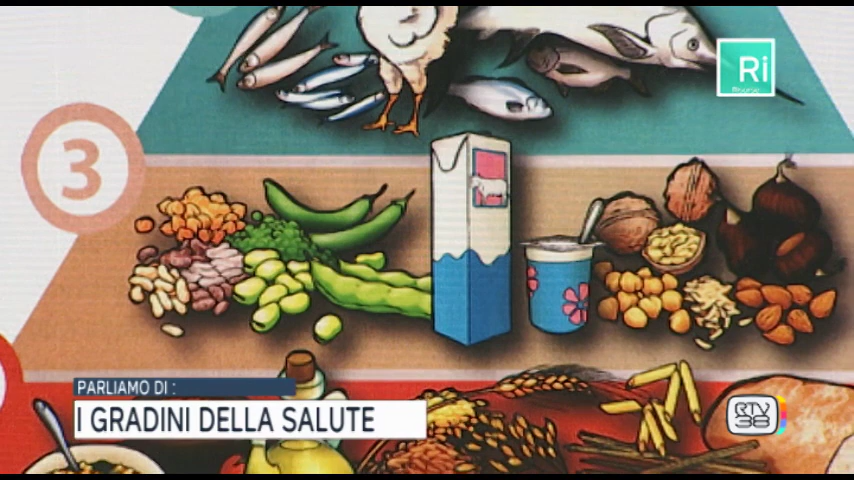 Ri
3
PARLIAMO DI :
I GRADINI DELLA SALUTE
RTV
38